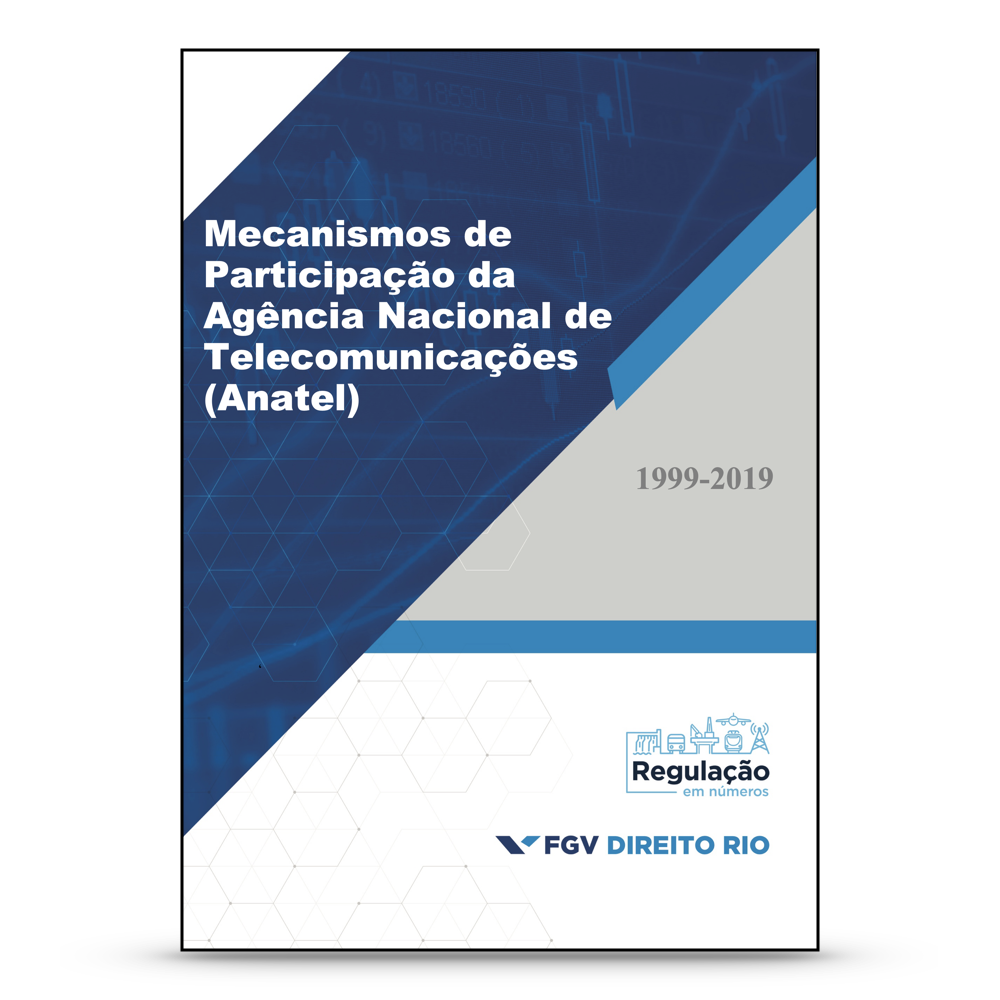 Mecanismos de
Participação da
Agência Nacional de
Telecomunicações
(Anatel)
1999-2019
Regulação
em números
FGV DIREITO RIO